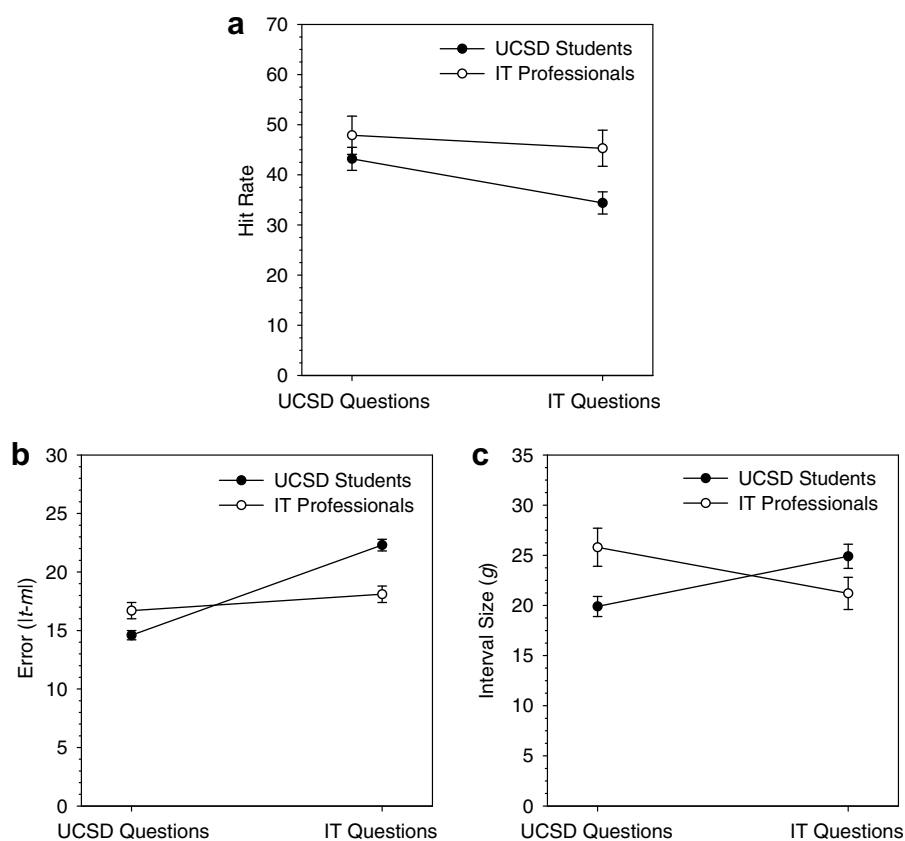 a
70
60
50
40
30
20
10
0
Hit Rate
UCSD Students
IT Professionals
UCSD Questions
IT Questions
b
30
25
20
15
10
5
0
Error (|t-m|)
UCSD Students
IT Professionals
UCSD Questions
IT Questions
c
35
30
25
20
15
10
5
0
Interval Size (g)
UCSD Students
IT Professionals
UCSD Questions
IT Questions